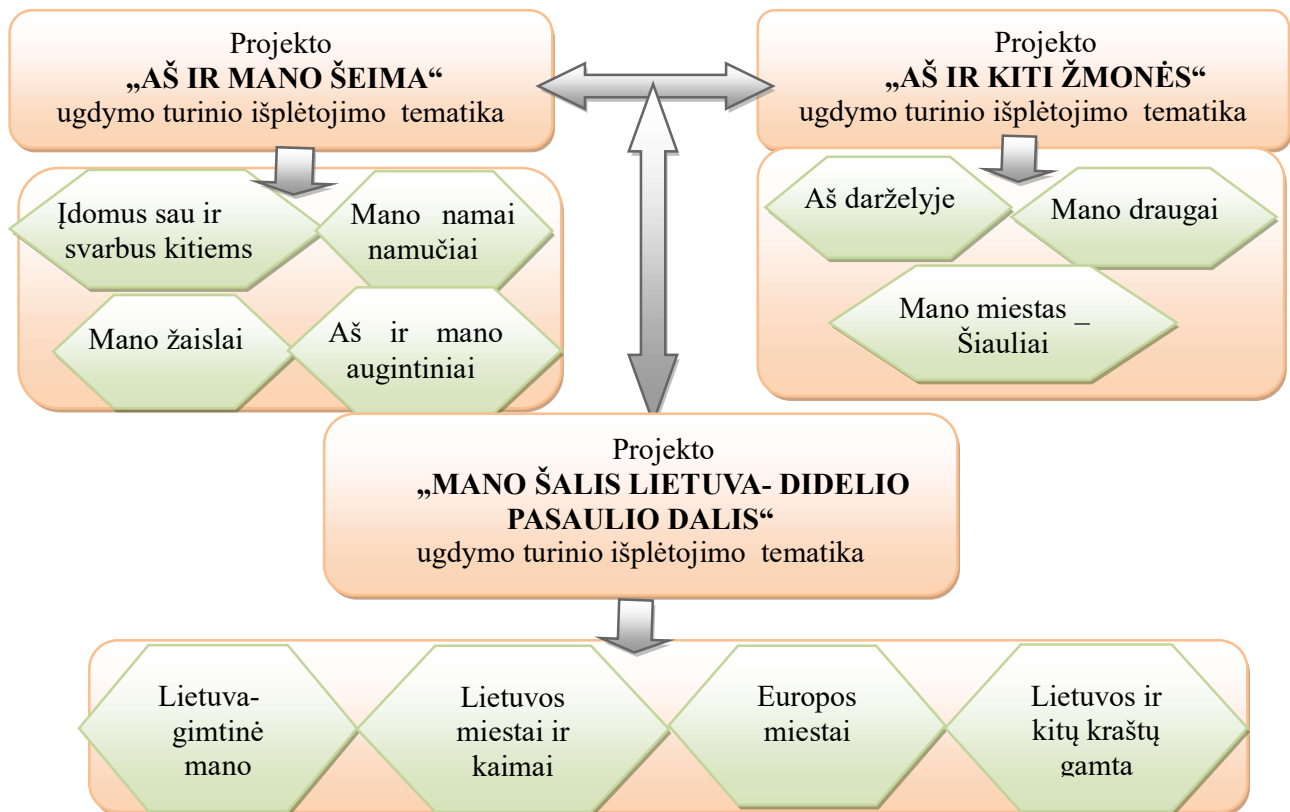 Projekto
„AŠ IR MANO ŠEIMA“
ugdymo turinio išplėtojimo tematika
Įdomus sau ir
svarbus kitiems
Mano namai
namučiai
Mano žaislai
Aš ir mano
augintiniai
Projekto
„AŠ IR KITI ŽMONĖS“
ugdymo turinio išplėtojimo tematika
Aš darželyje
Mano draugai
Mano miestas _
Šiauliai
Projekto
„MANO ŠALIS LIETUVA- DIDELIO
PASAULIO DALIS“
ugdymo turinio išplėtojimo tematika
Lietuva-
gimtinė
mano
Lietuvos
miestai ir
kaimai
Europos
miestai
Lietuvos ir
kitų kraštų
gamta